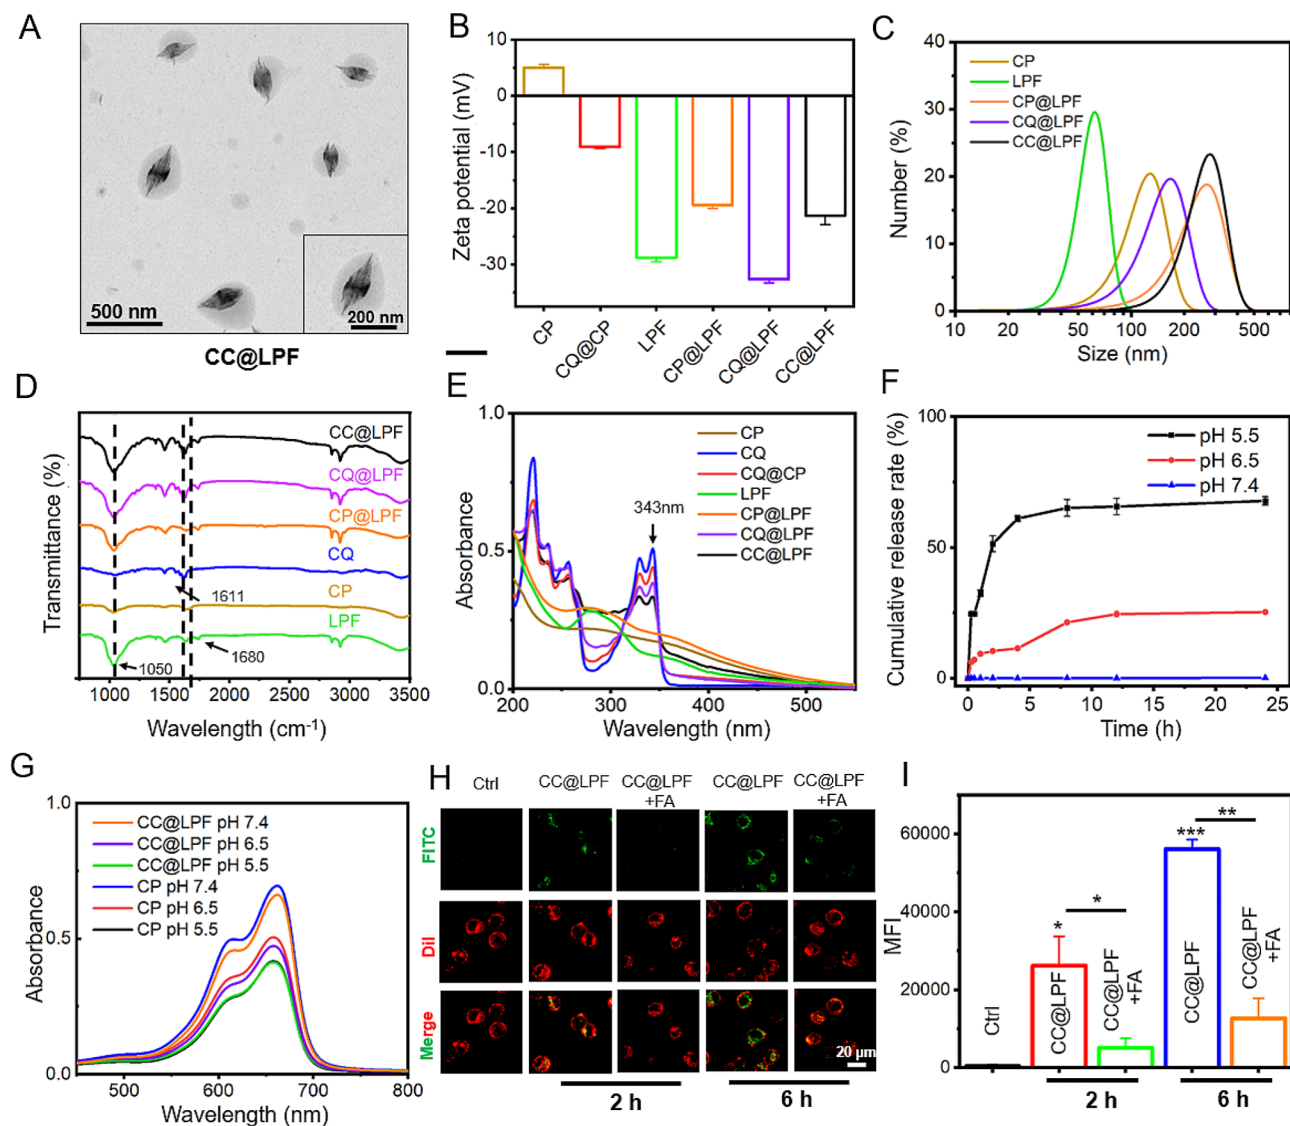 A
500 nm
200 nm
CC@LPF
B
Zeta potential (mV)
10
0
-10
-20
-30
CP
CQ@CP
LPF
CP@LPF
CQ@LPF
CC@LPF
C
Number (%)
40
30
20
10
0
CP
LPF
CP@LPF
CQ@LPF
CC@LPF
10 20 50 100 200 500
Size (nm)
D
Transmittance (%)
CC@LPF
CQ@LPF
CP@LPF
CQ
CP
LPF
1611
1680
1050
1000 1500 2000 2500 3000 3500
Wavelength (cm-1)
E
Absorbance
1.0
0.5
0.0
CP
CQ
CQ@CP
LPF
CP@LPF
CQ@LPF
CC@LPF
343nm
200 300 400 500
Wavelength (nm)
F
Cumulative release rate (%)
100
50
0
pH 5.5
pH 6.5
pH 7.4
0 5 10 15 20 25
Time (h)
G
Absorbance
1.0
0.5
0.0
CC@LPF pH 7.4
CC@LPF pH 6.5
CC@LPF pH 5.5
CP pH 7.4
CP pH 6.5
CP pH 5.5
500 600 700 800
Wavelength (nm)
H
Ctrl
CC@LPF
CC@LPF
+FA
CC@LPF
CC@LPF
+FA
FITC
DiI
Merge
20 µm
2 h
6 h
I
MFI
60000
40000
20000
0
Ctrl
CC@LPF
CC@LPF
+FA
CC@LPF
CC@LPF
+FA
*
*
***
**
2 h
6 h